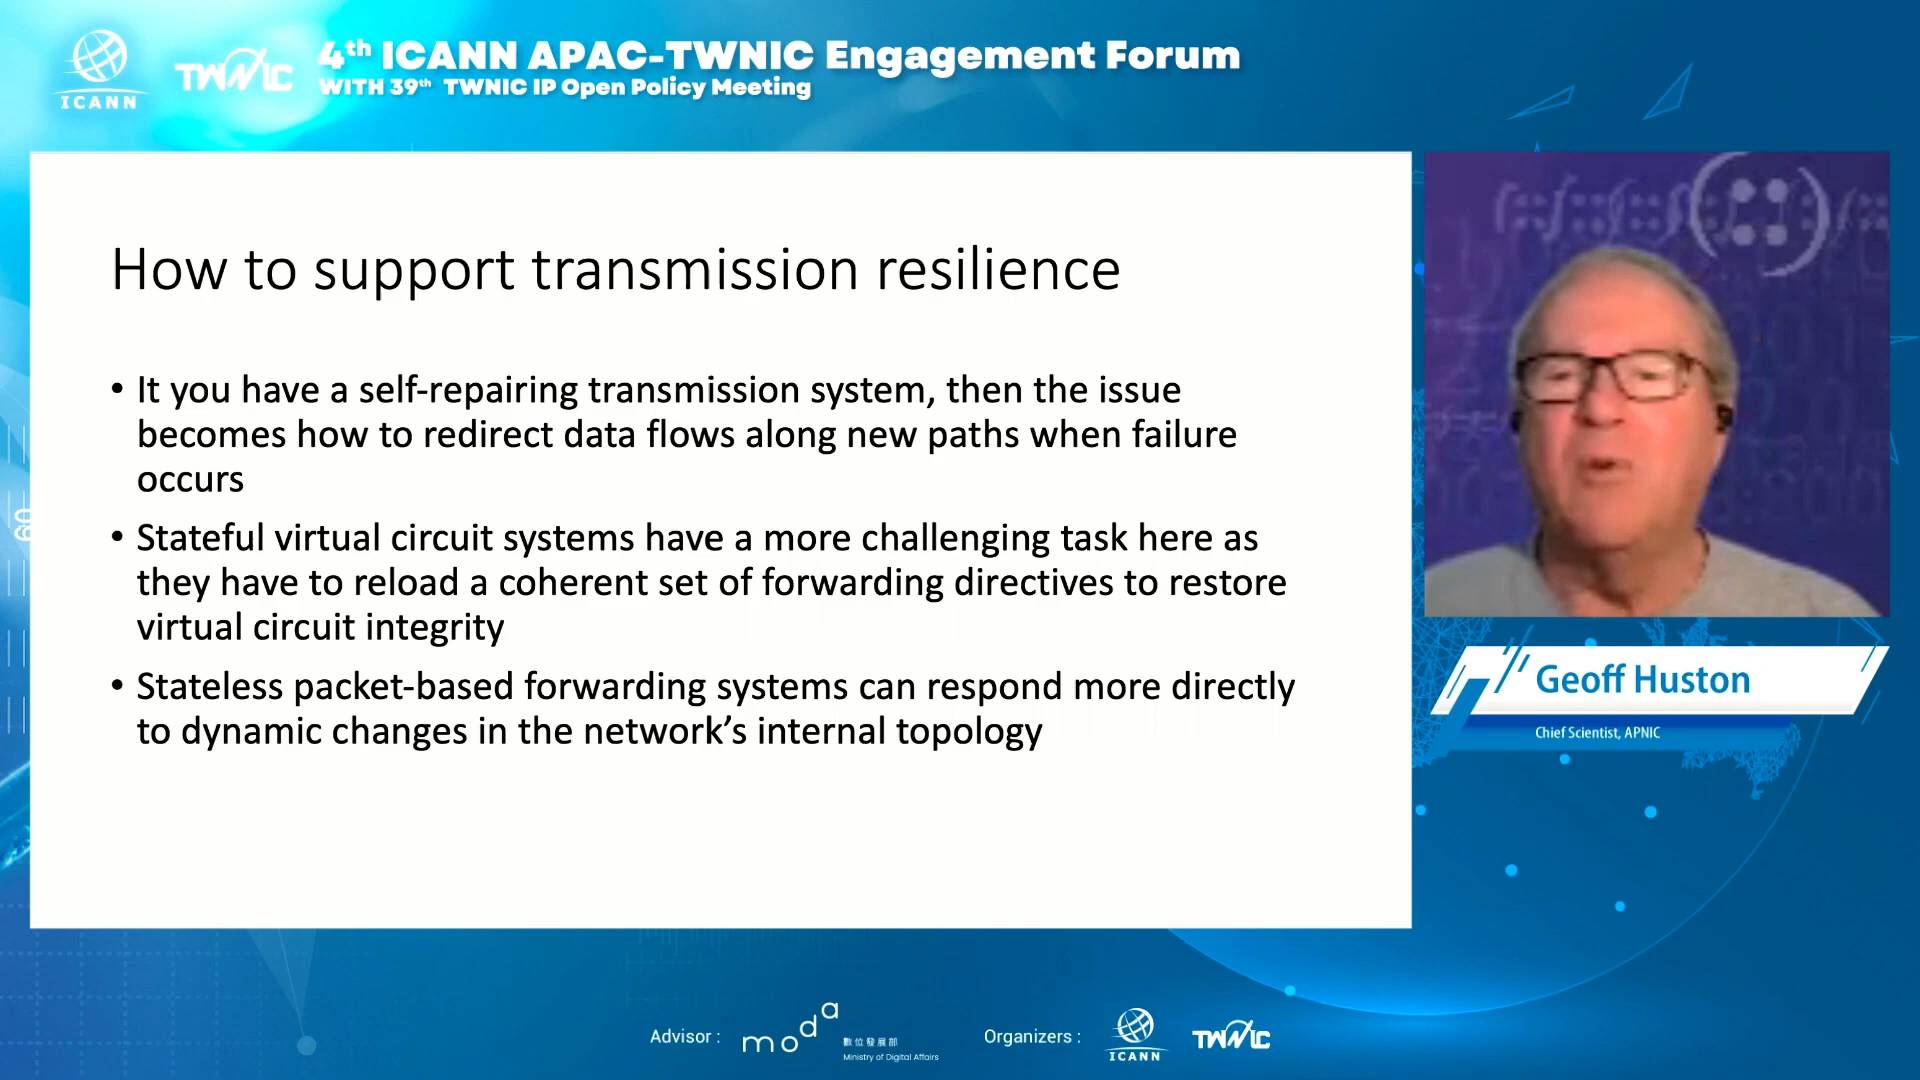 ICANN
TWNIC
4th ICANN APAC-TWNIC Engagement Forum
WITH 39th TWNIC IP Open Policy Meeting
How to support transmission resilience
• It you have a self-repairing transmission system, then the issue
becomes how to redirect data flows along new paths when failure
occurs
• Stateful virtual circuit systems have a more challenging task here as
they have to reload a coherent set of forwarding directives to restore
virtual circuit integrity
• Stateless packet-based forwarding systems can respond more directly
to dynamic changes in the network’s internal topology
Geoff Huston
Chief Scientist, APNIC
Advisor :
moda
數位發展部
Ministry of Digital Affairs
Organizers :
ICANN
TWNIC